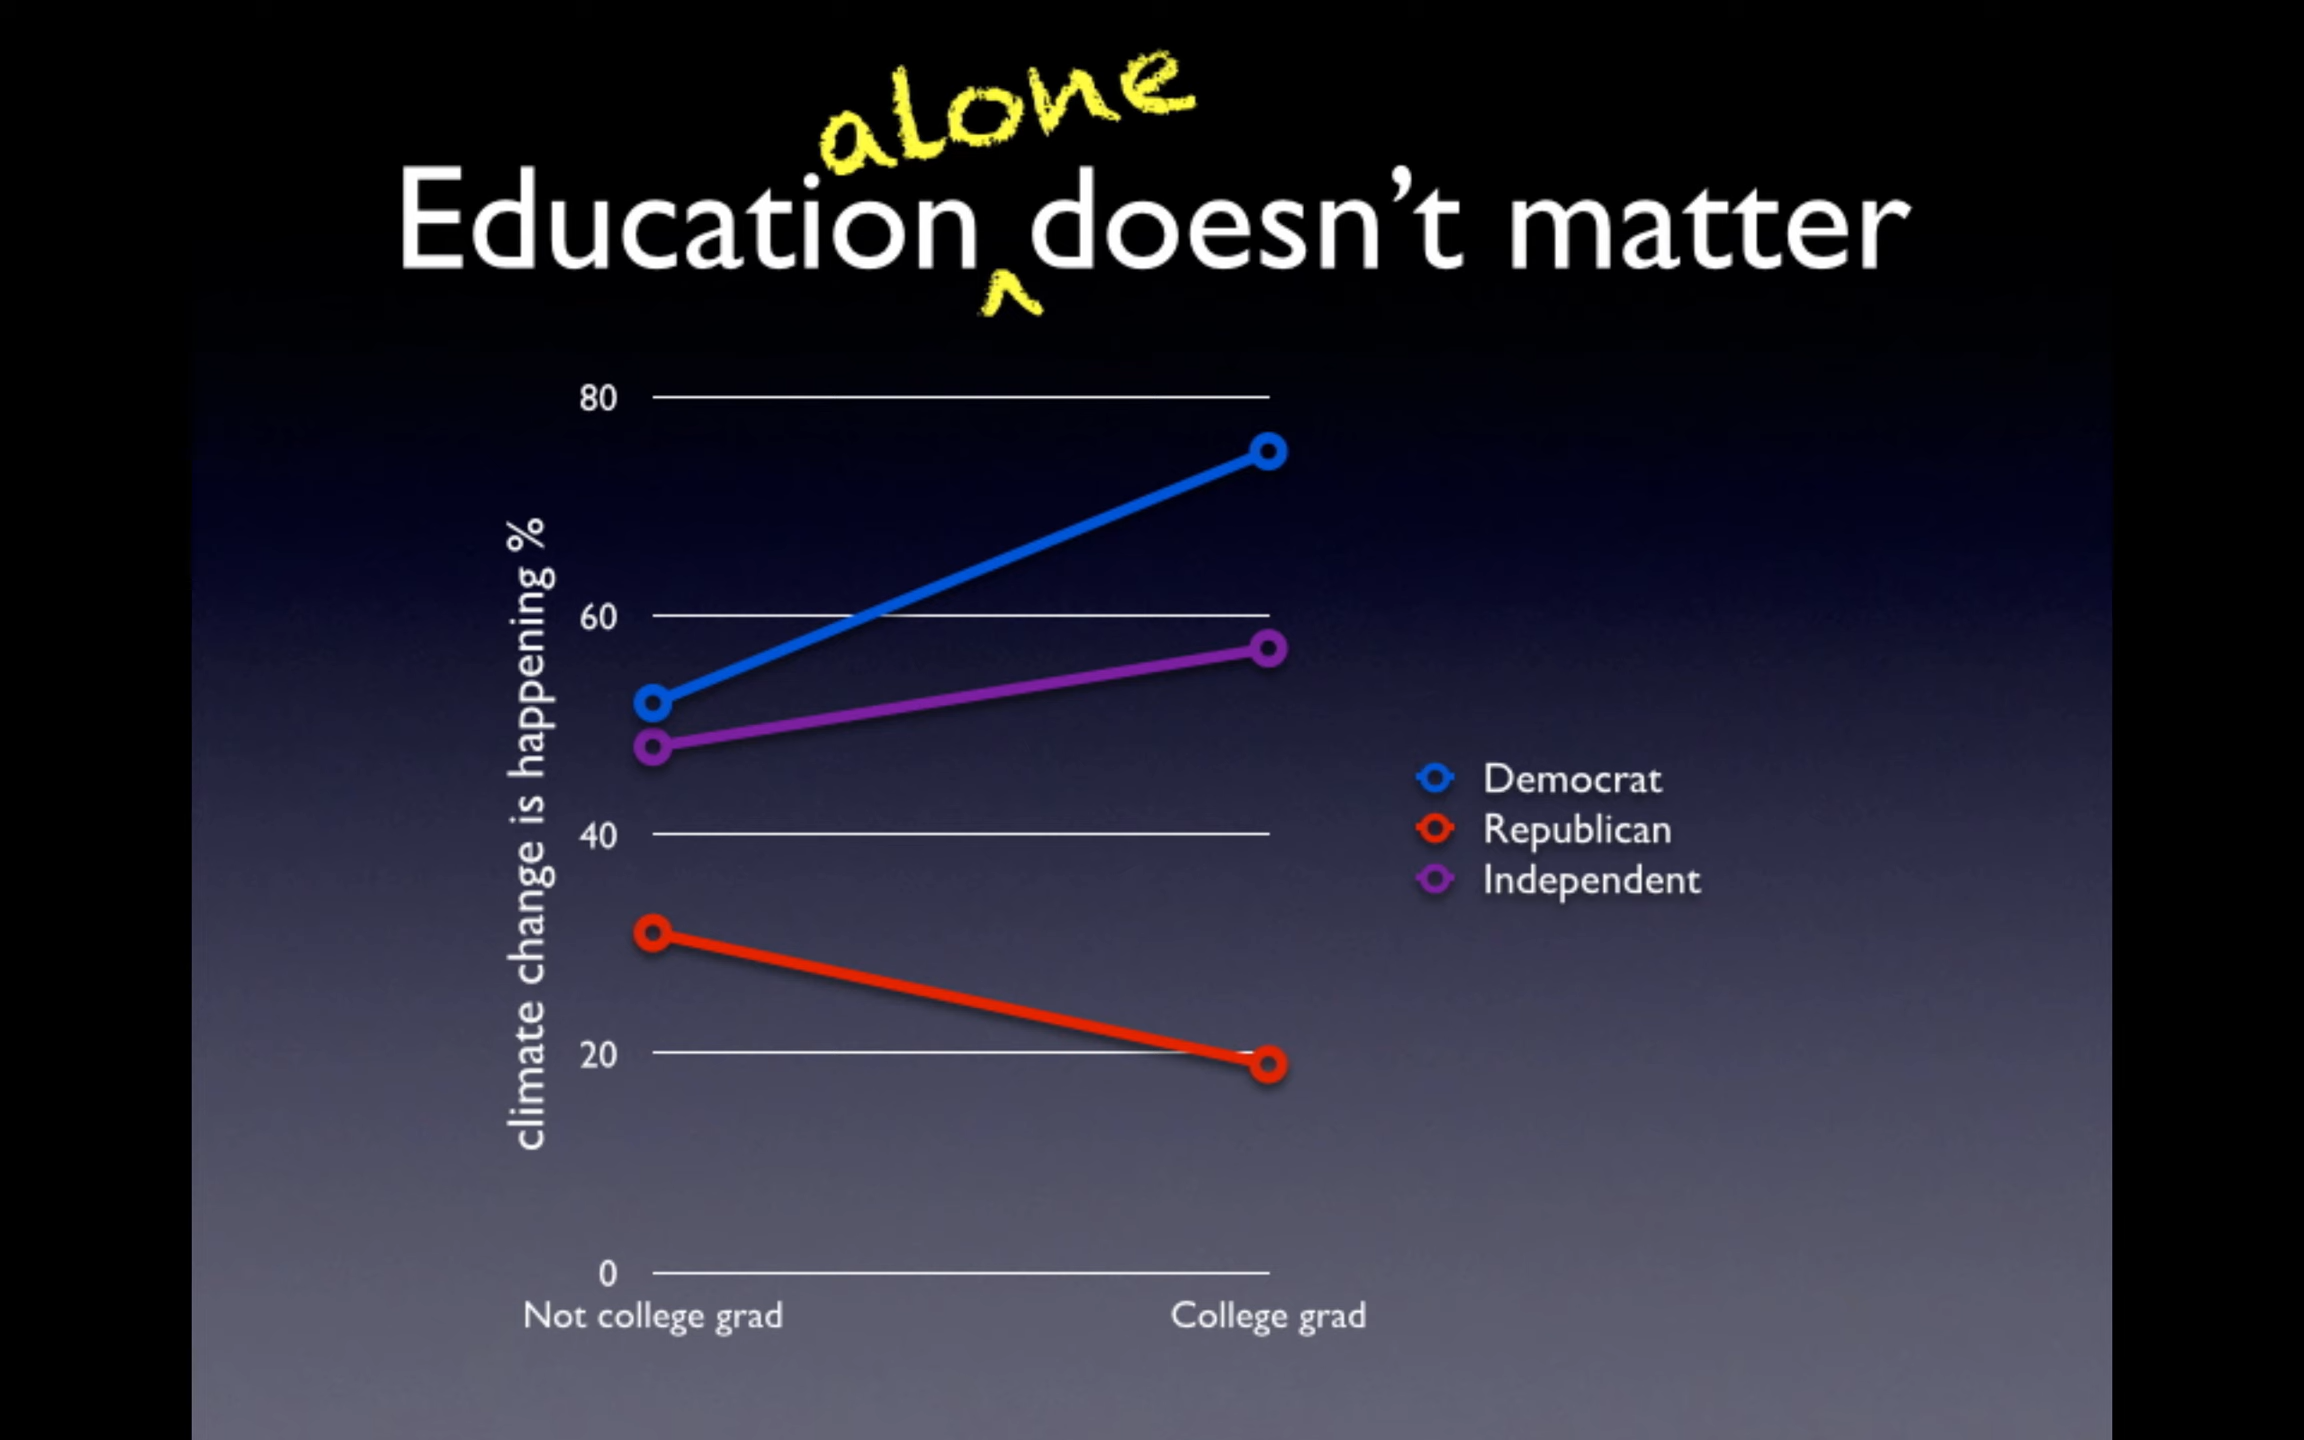 alone
Education ^ doesn't matter
80
60
40
20
0
climate change is happening %
Not college grad
College grad
Democrat
Republican
Independent